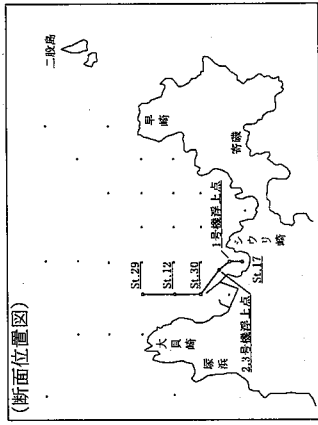 (断面位置図)
二股島
早崎
寄磯
1号機浮上点
シウリ崎
St.29
St.12
St.30
St.17
2,3号機浮上点
大貝崎
塚浜